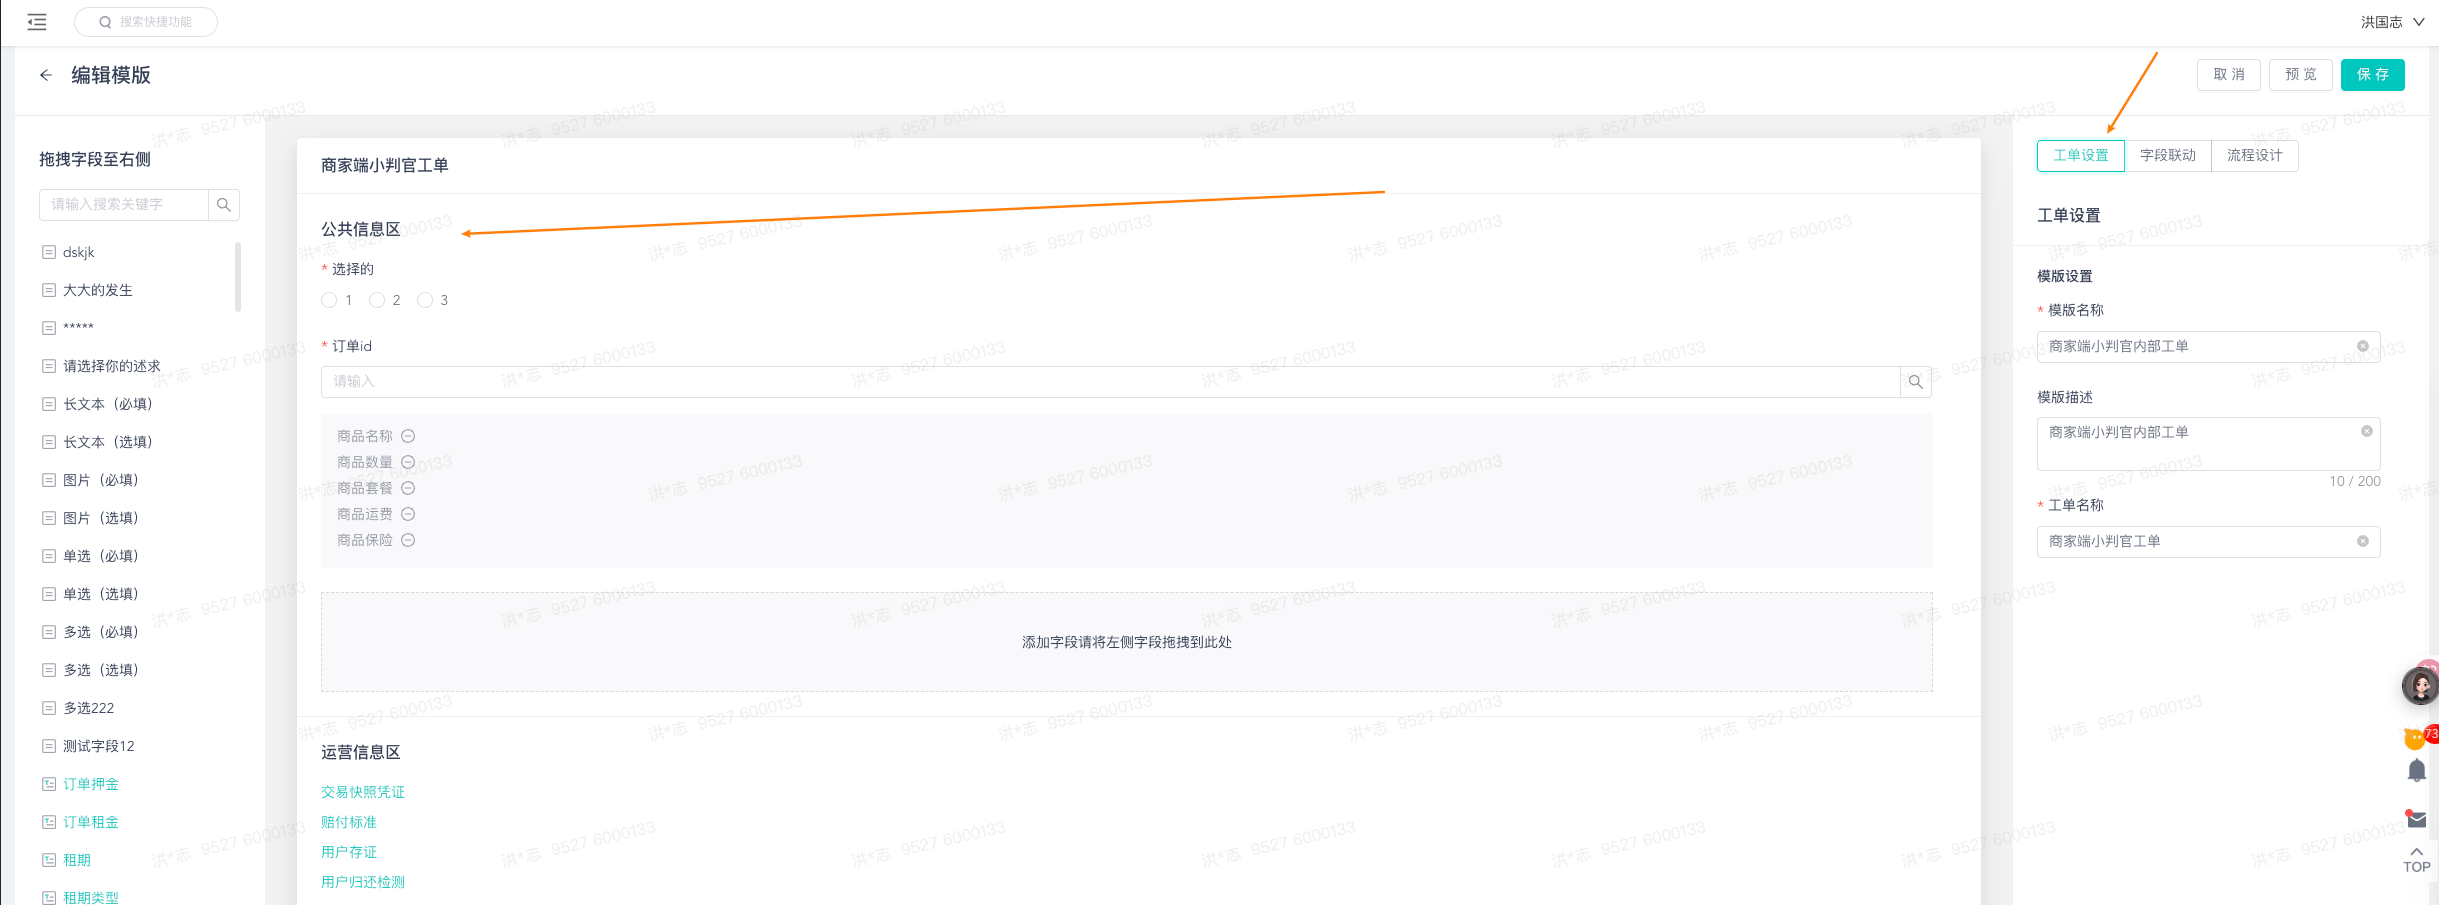 搜索快捷功能
洪国志
编辑模版
取 消
预 览
保 存
拖拽字段至右侧
请输入搜索关键字
dskjk
大大的发生
*****
请选择你的述求
长文本（必填）
长文本（选填）
图片（必填）
图片（选填）
单选（必填）
单选（选填）
多选（必填）
多选（选填）
多选222
测试字段12
订单押金
订单租金
租期
租期类型
商家端小判官工单
公共信息区
* 选择的
1 2 3
* 订单id
请输入
商品名称
商品数量
商品套餐
商品运费
商品保险
添加字段请将左侧字段拖拽到此处
运营信息区
交易快照凭证
赔付标准
用户存证
用户归还检测
工单设置 字段联动 流程设计
工单设置
模版设置
* 模版名称
商家端小判官内部工单
模版描述
商家端小判官内部工单
10 / 200
* 工单名称
商家端小判官工单
73
TOP
洪*志 9527 6000133